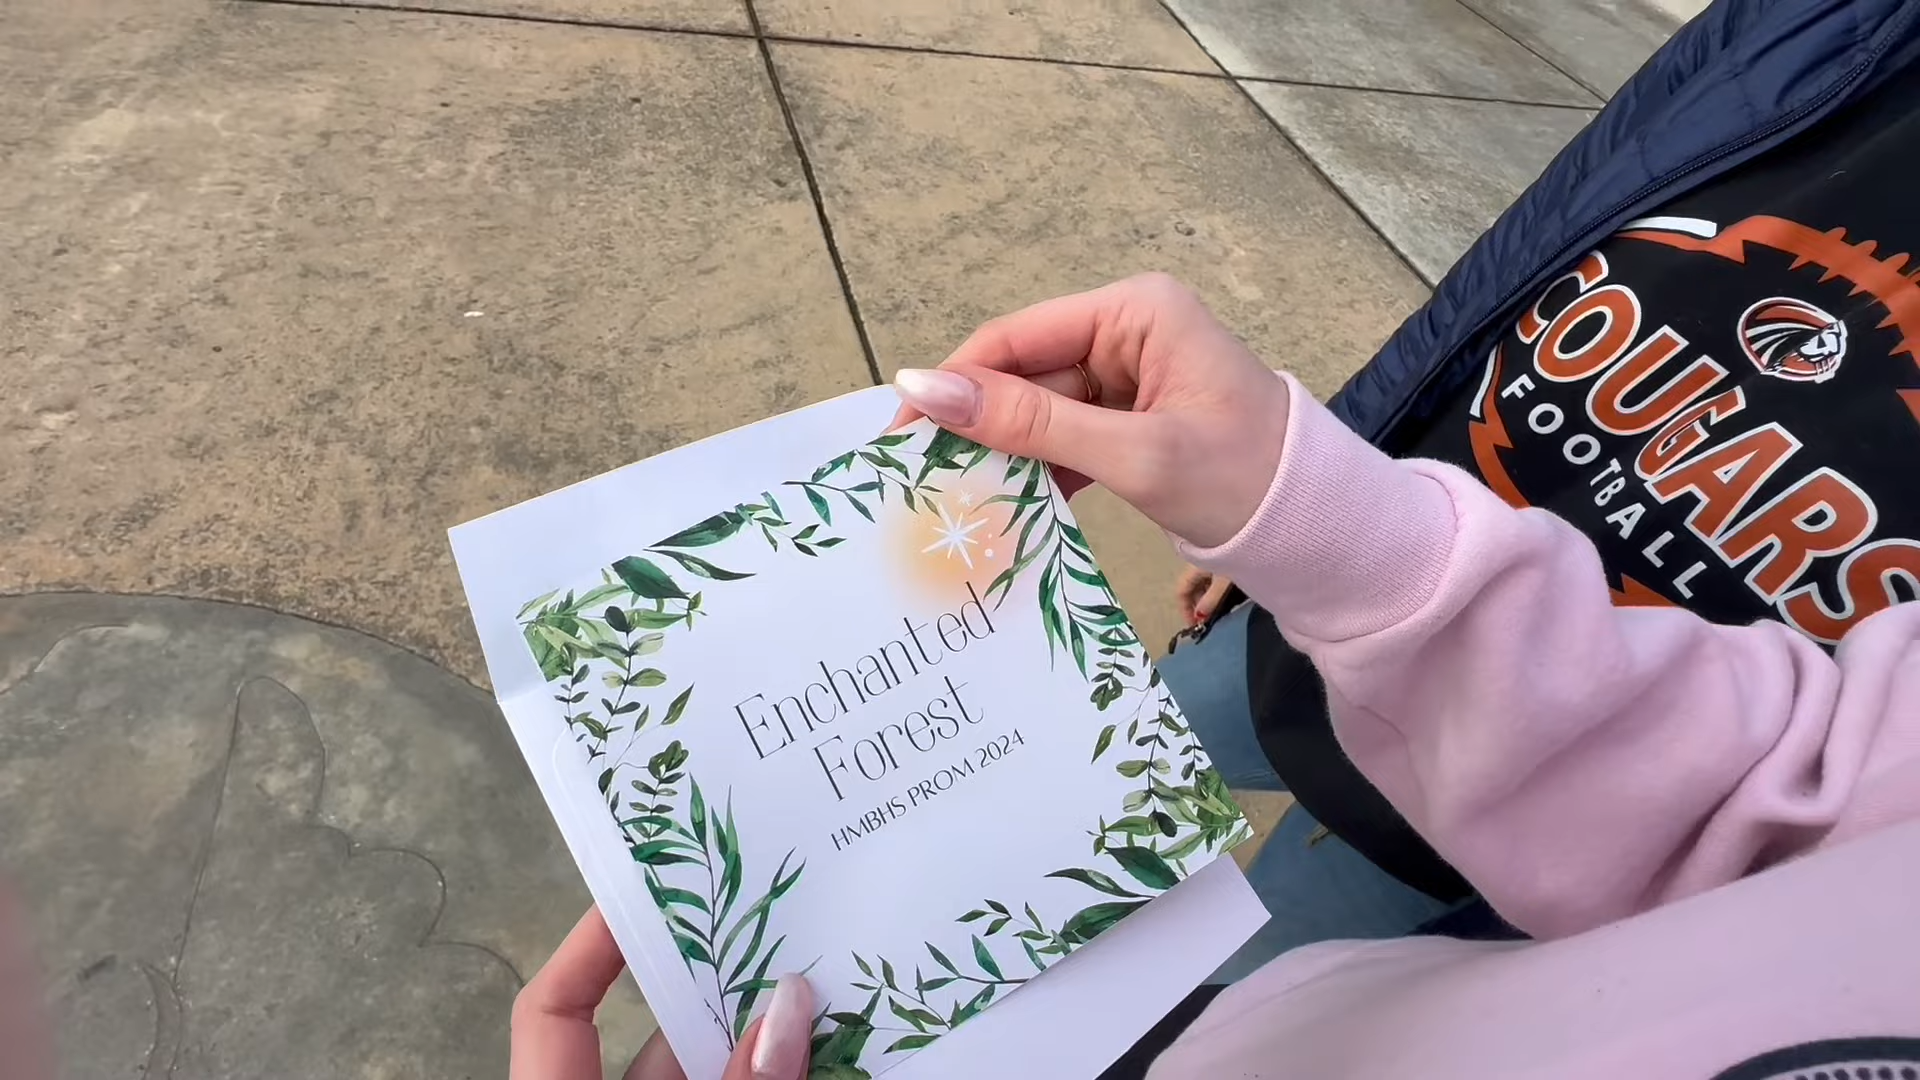 Enchanted
Forest
HMBHS PROM 2024
COUGARS
FOOTBALL